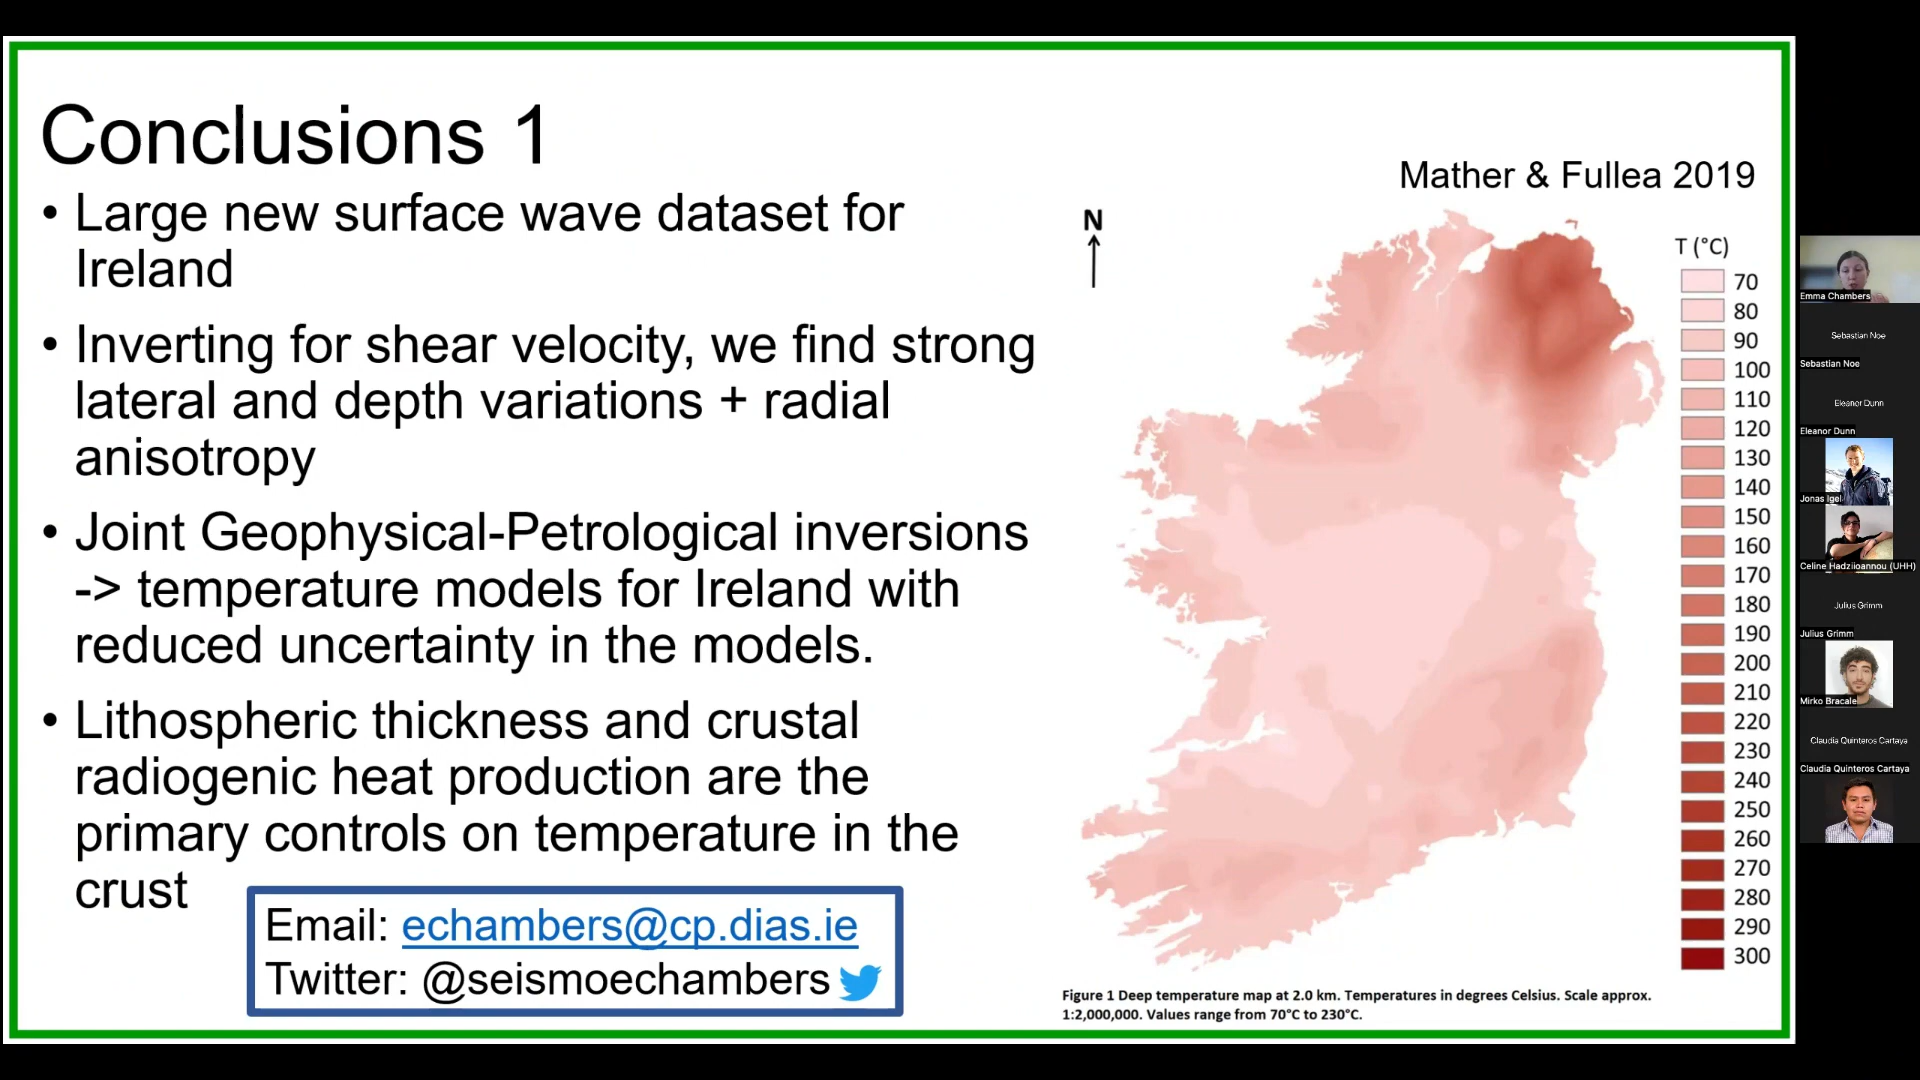 Conclusions 1
• Large new surface wave dataset for
Ireland
• Inverting for shear velocity, we find strong
lateral and depth variations + radial
anisotropy
• Joint Geophysical-Petrological inversions
-> temperature models for Ireland with
reduced uncertainty in the models.
• Lithospheric thickness and crustal
radiogenic heat production are the
primary controls on temperature in the
crust
Email: echambers@cp.dias.ie
Twitter: @seismoechambers
Mather & Fullea 2019
N
T (°C)
70
80
90
100
110
120
130
140
150
160
170
180
190
200
210
220
230
240
250
260
270
280
290
300
Figure 1 Deep temperature map at 2.0 km. Temperatures in degrees Celsius. Scale approx.
1:2,000,000. Values range from 70°C to 230°C.
Emma Chambers
Sebastian Noe
Sebastian Noe
Eleanor Dunn
Eleanor Dunn
Jonas Igel
Celine Hadziioannou (UHH)
Julius Grimm
Julius Grimm
Mirko Bracale
Claudia Quinteros Cartaya
Claudia Quinteros Cartaya